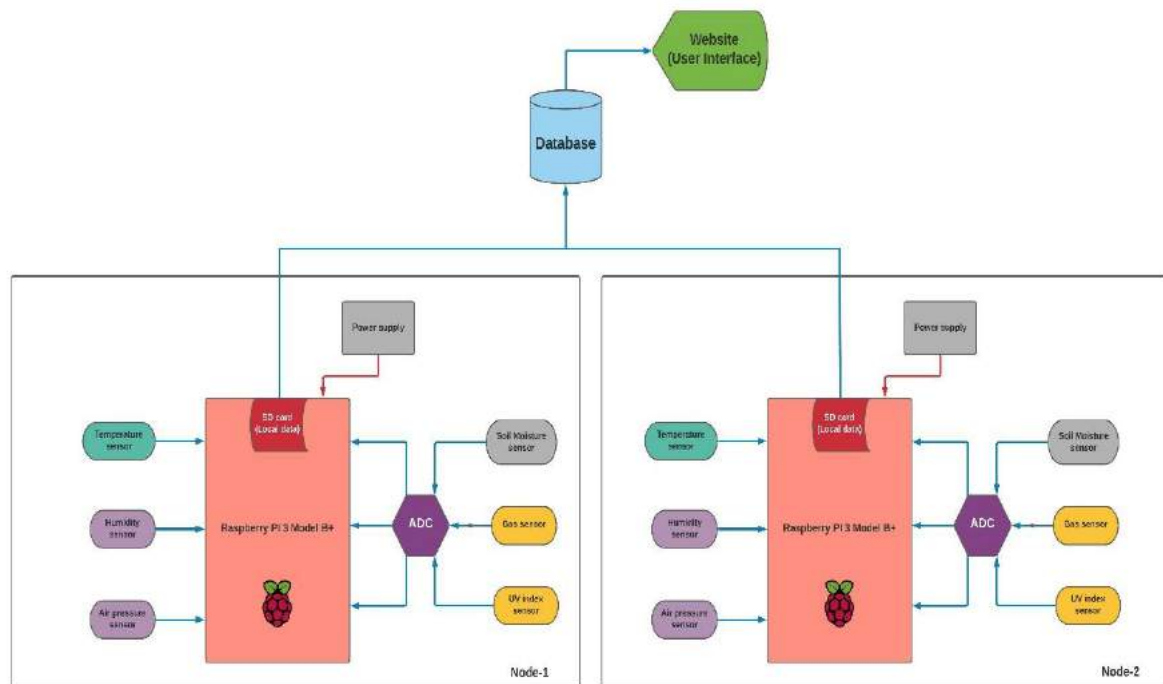 Website
(User Interface)
Database
Power supply
SD card
(Local data)
Temperature
sensor
Soil Moisture
sensor
Humidity
sensor
Raspberry PI 3 Model B+
ADC
Gas sensor
Air pressure
sensor
UV index
sensor
Node-1
Power supply
SD card
(Local data)
Temperature
sensor
Soil Moisture
sensor
Humidity
sensor
Raspberry PI 3 Model B+
ADC
Gas sensor
Air pressure
sensor
UV index
sensor
Node-2